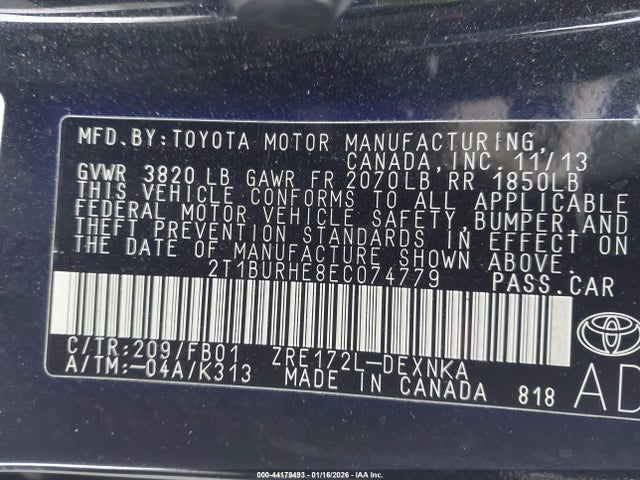 MFD.BY:TOYOTA MOTOR MANUFACTURING,
CANADA,INC. 11/13
GVWR 3820 LB GAWR FR 2070LB RR 1850LB
THIS VEHICLE CONFORMS TO ALL APPLICABLE
FEDERAL MOTOR VEHICLE SAFETY,BUMPER,AND
THEFT PREVENTION STANDARDS IN EFFECT ON
THE DATE OF MANUFACTURE SHOWN ABOVE.
2T1BURHE8EC074779 PASS.CAR
C/TR:209/FB01 ZRE172L-DEXNKA
A/TM:-04A/K313 MADE IN CANADA 818
AD
000-44179493 | 01/16/2026 - IAA Inc.